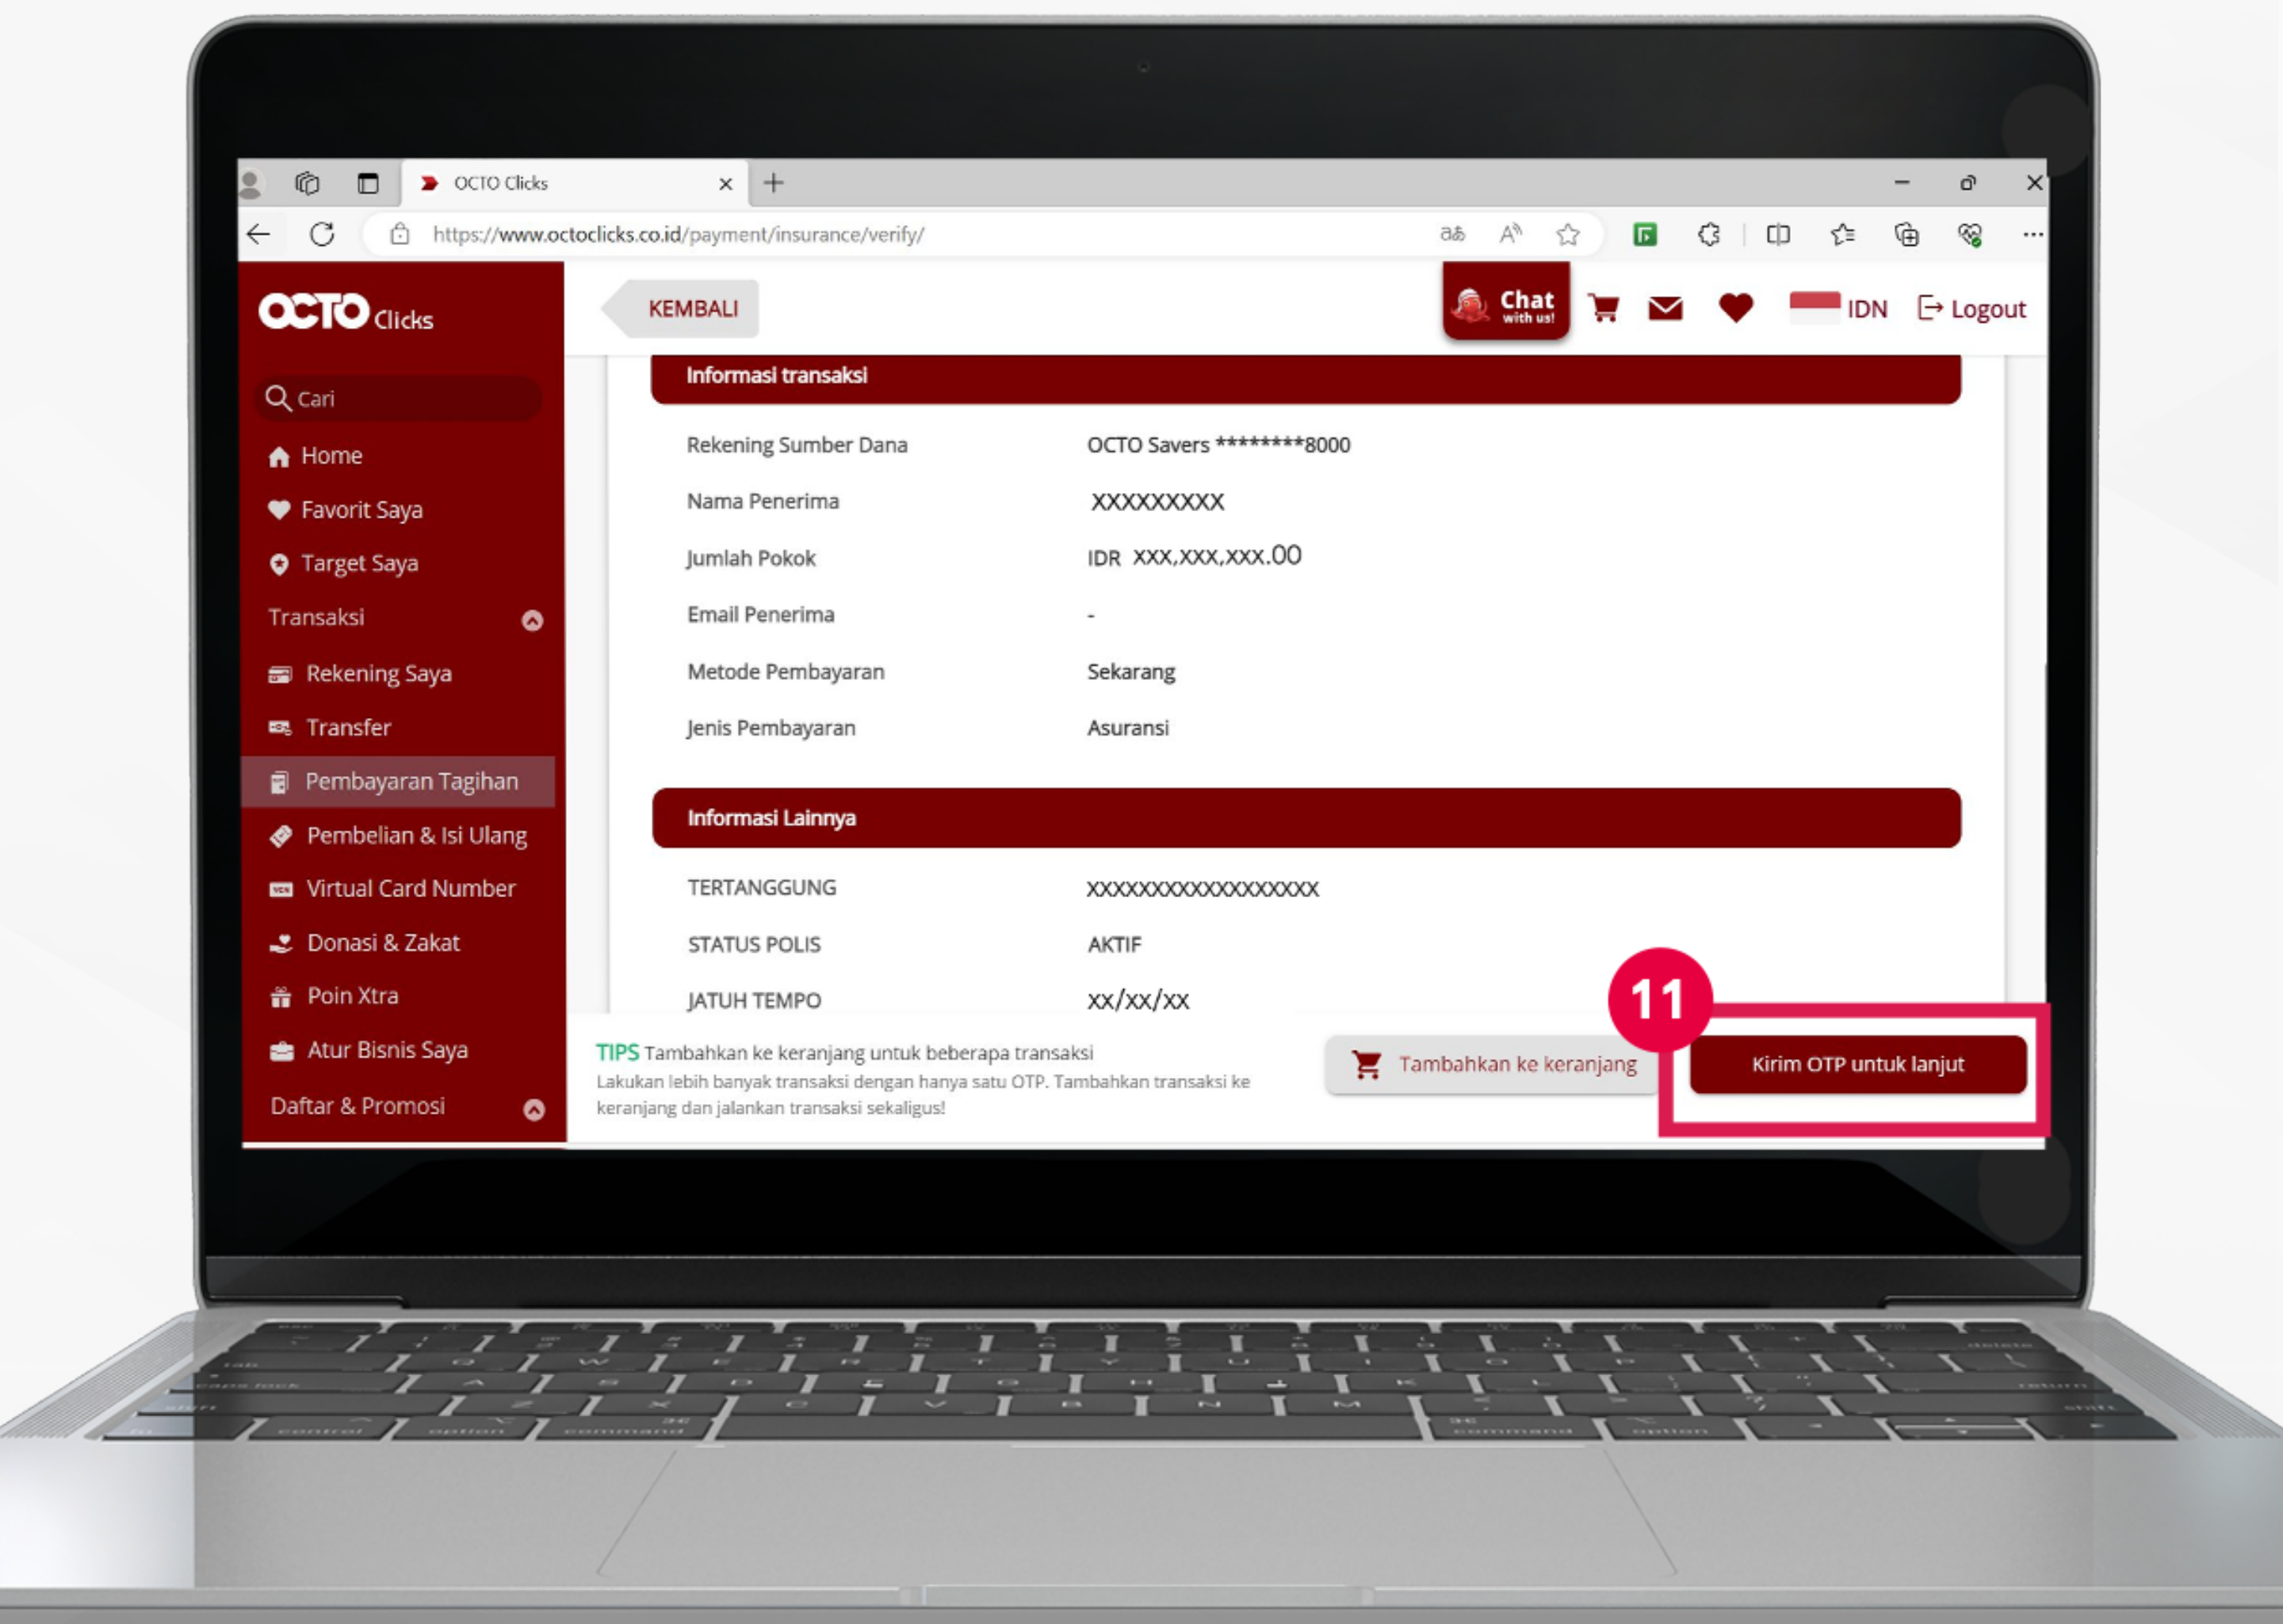 OCTO Clicks
https://www.octoclicks.co.id/payment/insurance/verify/
OCTO Clicks
KEMBALI
Chat
with us!
IDN
Logout
Cari
Home
Favorit Saya
Target Saya
Transaksi
Rekening Saya
Transfer
Pembayaran Tagihan
Pembelian & Isi Ulang
Virtual Card Number
Donasi & Zakat
Poin Xtra
Atur Bisnis Saya
Daftar & Promosi
Informasi transaksi
Rekening Sumber Dana OCTO Savers ********8000
Nama Penerima XXXXXXXXX
Jumlah Pokok IDR XXX,XXX,XXX.00
Email Penerima -
Metode Pembayaran Sekarang
Jenis Pembayaran Asuransi
Informasi Lainnya
TERTANGGUNG XXXXXXXXXXXXXXXXXX
STATUS POLIS AKTIF
JATUH TEMPO xx/xx/xx
TIPS Tambahkan ke keranjang untuk beberapa transaksi
Lakukan lebih banyak transaksi dengan hanya satu OTP. Tambahkan transaksi ke
keranjang dan jalankan transaksi sekaligus!
Tambahkan ke keranjang
11
Kirim OTP untuk lanjut